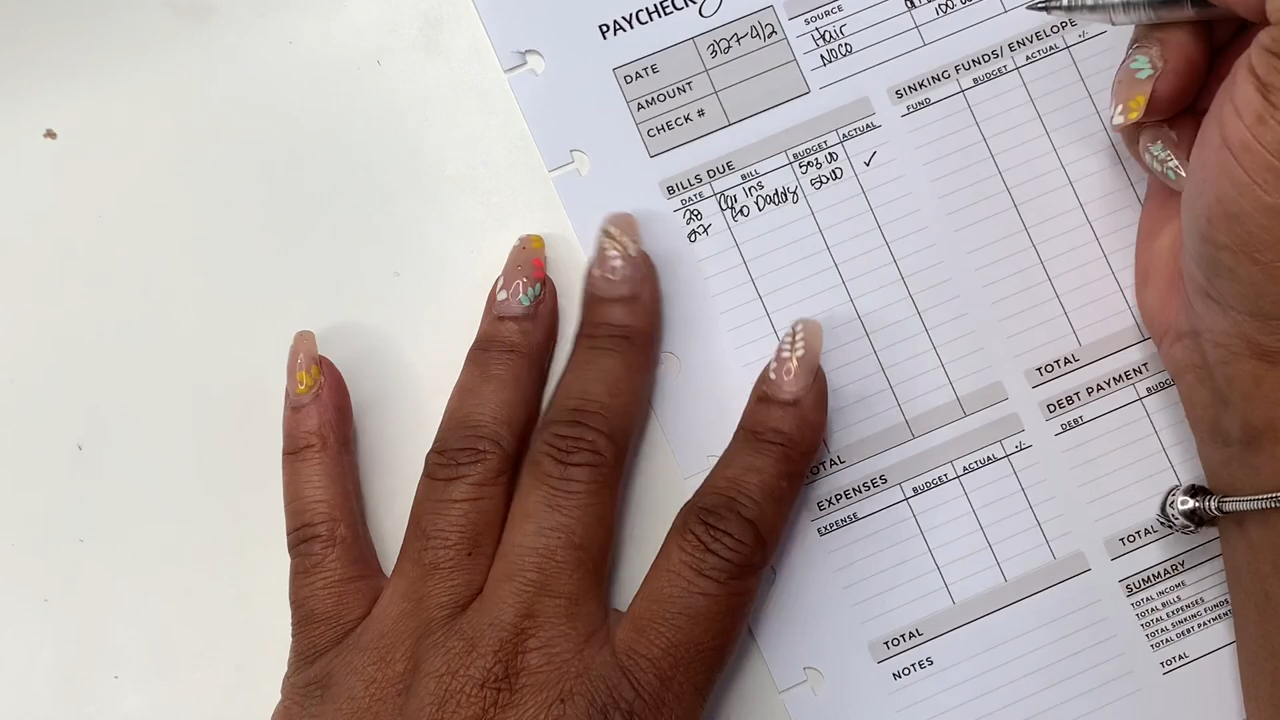 PAYCHECK
DATE 3/27-4/2
AMOUNT
CHECK #
SOURCE
Hair 100.00
NOCO
BILLS DUE
DATE BILL BUDGET ACTUAL
28 Car Ins 503.00 ✓
27 Go Daddy 50.00
TOTAL
SINKING FUNDS/ ENVELOPE
FUND BUDGET ACTUAL +/-
TOTAL
EXPENSES
EXPENSE BUDGET ACTUAL +/-
TOTAL
NOTES
DEBT PAYMENT
DEBT
TOTAL
SUMMARY
TOTAL INCOME
TOTAL BILLS
TOTAL EXPENSES
TOTAL SINKING FUNDS
TOTAL DEBT PAYMENT
TOTAL